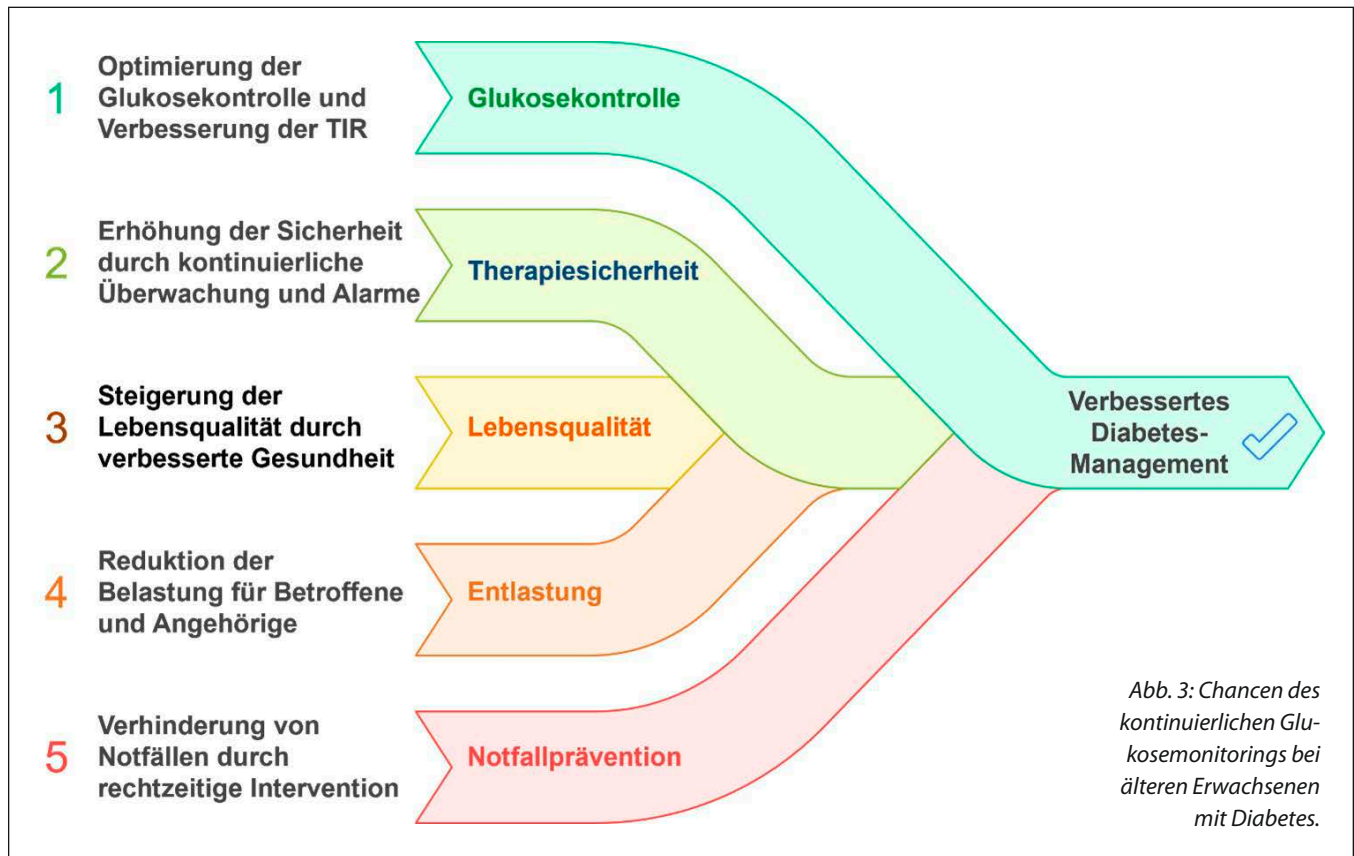 1
Optimierung der
Glukosekontrolle und
Verbesserung der TIR
Glukosekontrolle
2
Erhöhung der Sicherheit
durch kontinuierliche
Überwachung und Alarme
Therapiesicherheit
3
Steigerung der
Lebensqualität durch
verbesserte Gesundheit
Lebensqualität
4
Reduktion der
Belastung für Betroffene
und Angehörige
Entlastung
5
Verhinderung von
Notfällen durch
rechtzeitige Intervention
Notfallprävention
Verbessertes
Diabetes-
Management
Abb. 3: Chancen des
kontinuierlichen Glu-
kosemonitorings bei
älteren Erwachsenen
mit Diabetes.